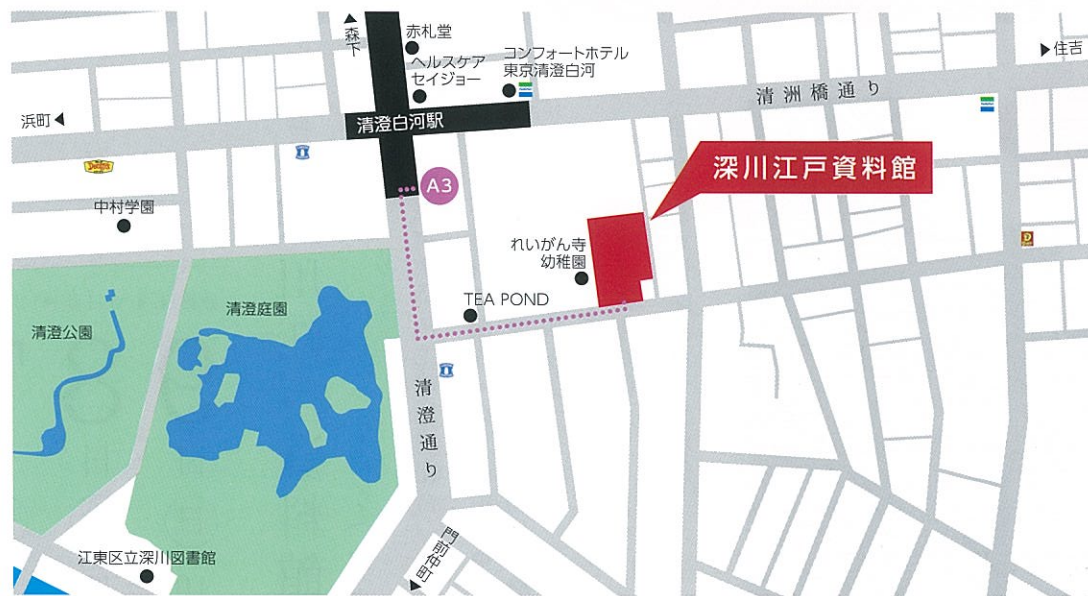 ▲森下
赤札堂
ヘルスケア
セイジョー
コンフォートホテル
東京清澄白河
▶住吉
清洲橋通り
浜町◀
清澄白河駅
深川江戸資料館
A3
中村学園
れいがん寺
幼稚園
TEA POND
清澄庭園
清澄公園
清澄通り
門前仲町▼
江東区立深川図書館